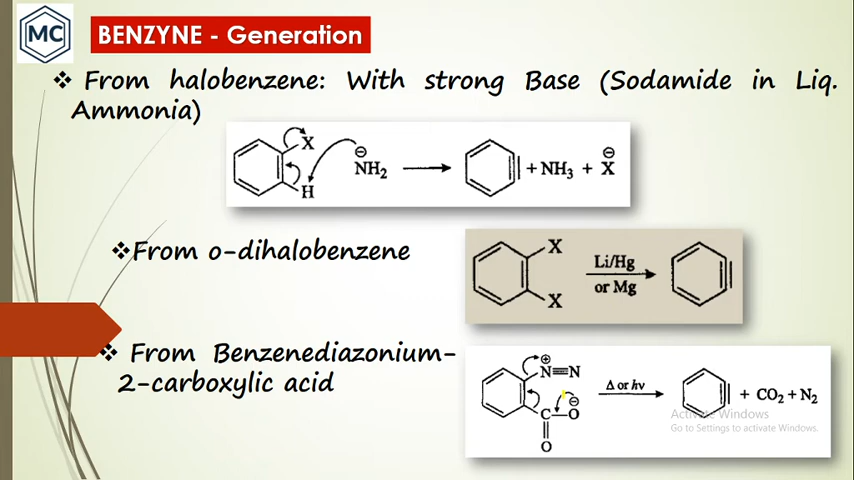 MC
BENZYNE - Generation
❖ From halobenzene: With strong Base (Sodamide in Liq.
Ammonia)
X
H
⊖
NH₂
+ NH₃ + X
⊖
❖From o-dihalobenzene
X
X
Li/Hg
or Mg
❖ From Benzenediazonium-
2-carboxylic acid
⊕
N≡N
⊖
C–O
O
Δ or hν
+ CO₂ + N₂
Activate Windows
Go to Settings to activate Windows.